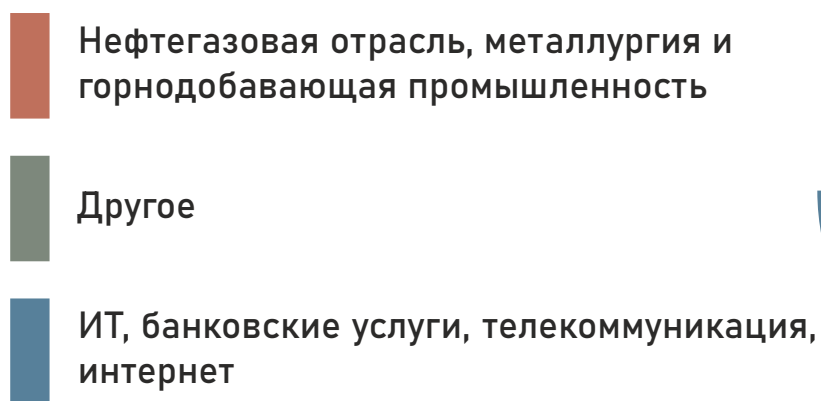 Нефтегазовая отрасль, металлургия и
горнодобавающая промышленность
Другое
ИТ, банковские услуги, телекоммуникация,
интернет